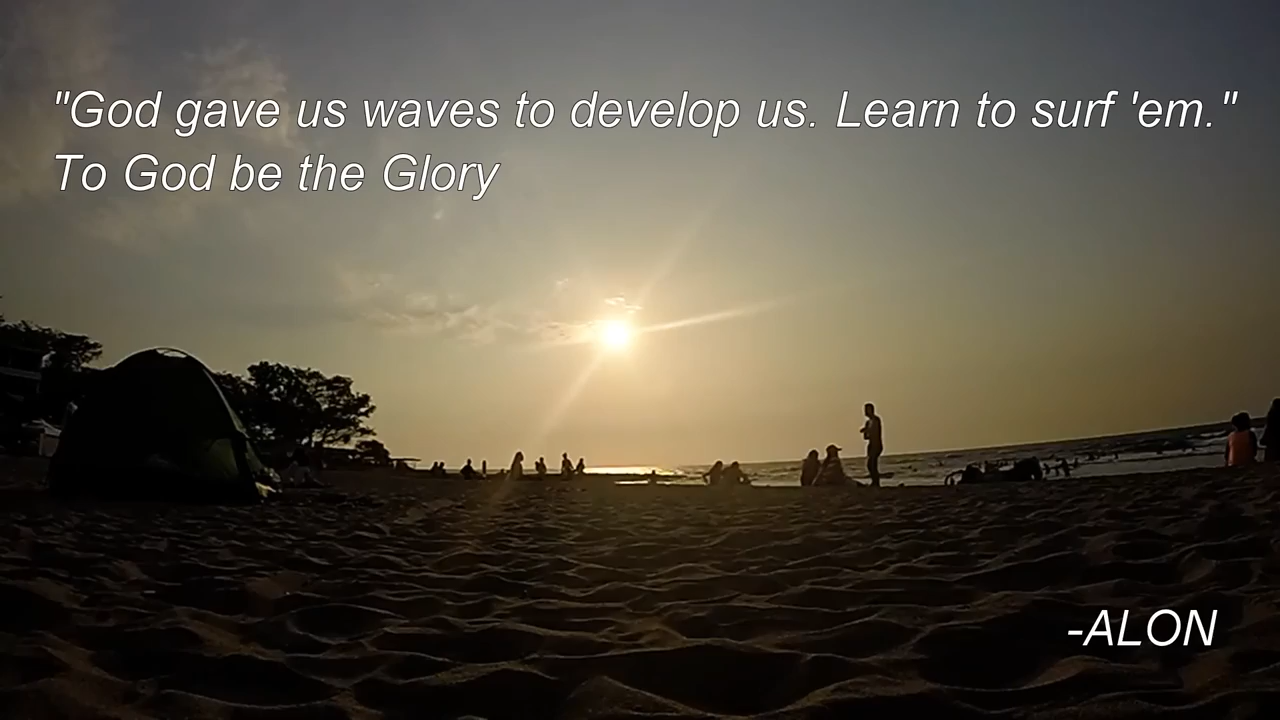 "God gave us waves to develop us. Learn to surf 'em."
To God be the Glory
-ALON